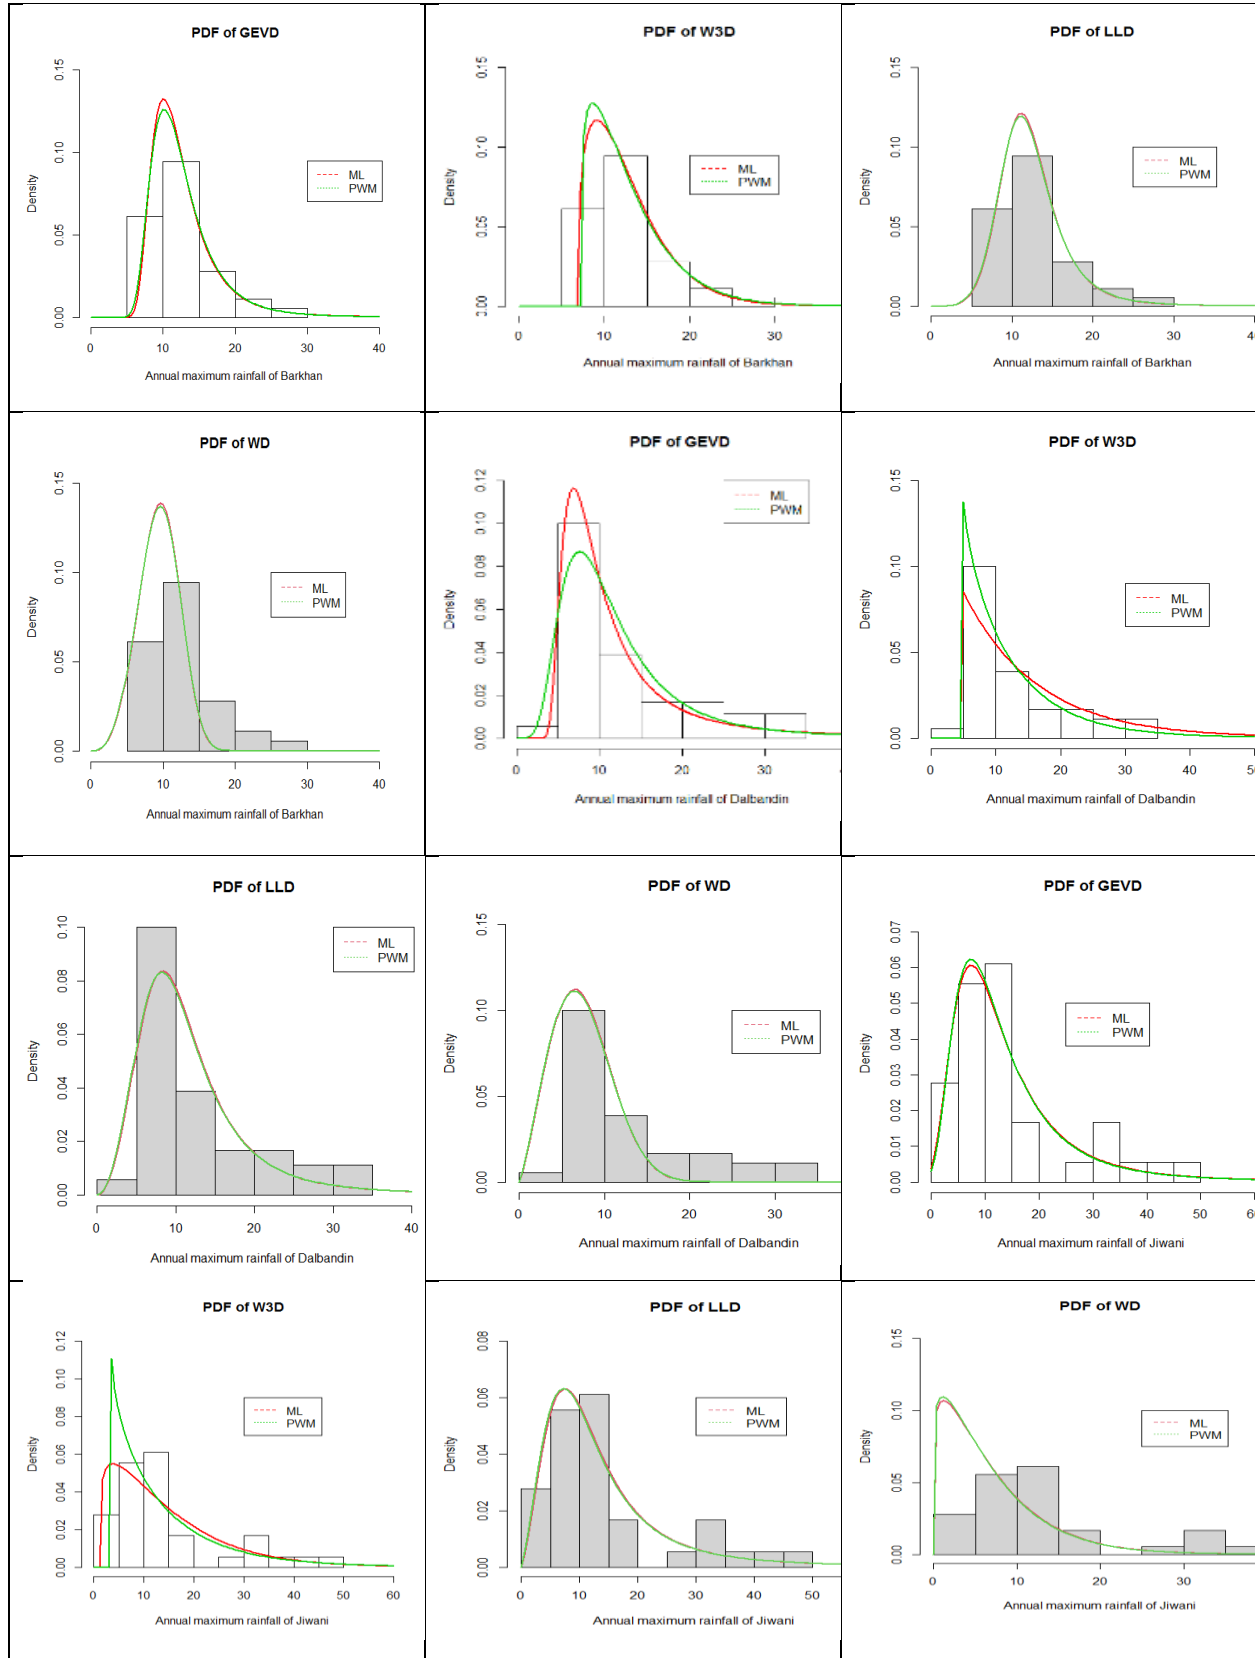 PDF of GEVD
0.15
0.10
0.05
0.00
Density
ML
PWM
0 10 20 30 40
Annual maximum rainfall of Barkhan
PDF of W3D
0.15
0.10
0.05
0.00
Density
ML
PWM
0 10 20 30
Annual maximum rainfall of Barkhan
PDF of LLD
0.15
0.10
0.05
0.00
Density
ML
PWM
0 10 20 30 40
Annual maximum rainfall of Barkhan
PDF of WD
0.15
0.10
0.05
0.00
Density
ML
PWM
0 10 20 30 40
Annual maximum rainfall of Barkhan
PDF of GEVD
0.12
0.10
0.08
0.06
0.04
0.02
0.00
Density
ML
PWM
0 10 20 30
Annual maximum rainfall of Dalbandin
PDF of W3D
0.15
0.10
0.05
0.00
Density
ML
PWM
0 10 20 30 40 50
Annual maximum rainfall of Dalbandin
PDF of LLD
0.10
0.08
0.06
0.04
0.02
0.00
Density
ML
PWM
0 10 20 30 40
Annual maximum rainfall of Dalbandin
PDF of WD
0.15
0.10
0.05
0.00
Density
ML
PWM
0 10 20 30
Annual maximum rainfall of Dalbandin
PDF of GEVD
0.07
0.06
0.05
0.04
0.03
0.02
0.01
0.00
Density
ML
PWM
0 10 20 30 40 50 60
Annual maximum rainfall of Jiwani
PDF of W3D
0.12
0.10
0.08
0.06
0.04
0.02
0.00
Density
ML
PWM
0 10 20 30 40 50 60
Annual maximum rainfall of Jiwani
PDF of LLD
0.08
0.06
0.04
0.02
0.00
Density
ML
PWM
0 10 20 30 40 50
Annual maximum rainfall of Jiwani
PDF of WD
0.15
0.10
0.05
0.00
Density
ML
PWM
0 10 20 30
Annual maximum rainfall of Jiwani